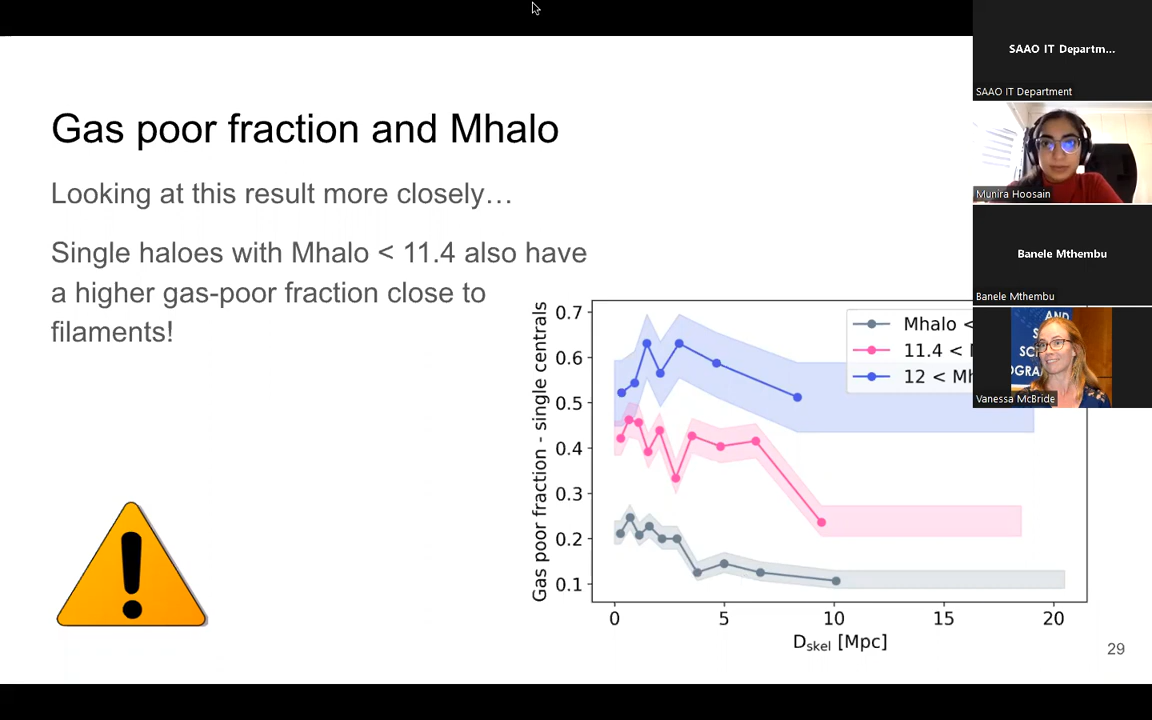 Gas poor fraction and Mhalo
Looking at this result more closely…
Single haloes with Mhalo < 11.4 also have
a higher gas-poor fraction close to
filaments!
Gas poor fraction - single centrals
0.7
0.6
0.5
0.4
0.3
0.2
0.1
Mhalo <
11.4 <
12 < Mh
0
5
10
15
20
Dskel [Mpc]
29
SAAO IT Departm...
SAAO IT Department
Munira Hoosain
Banele Mthembu
Banele Mthembu
AND
Vanessa McBride